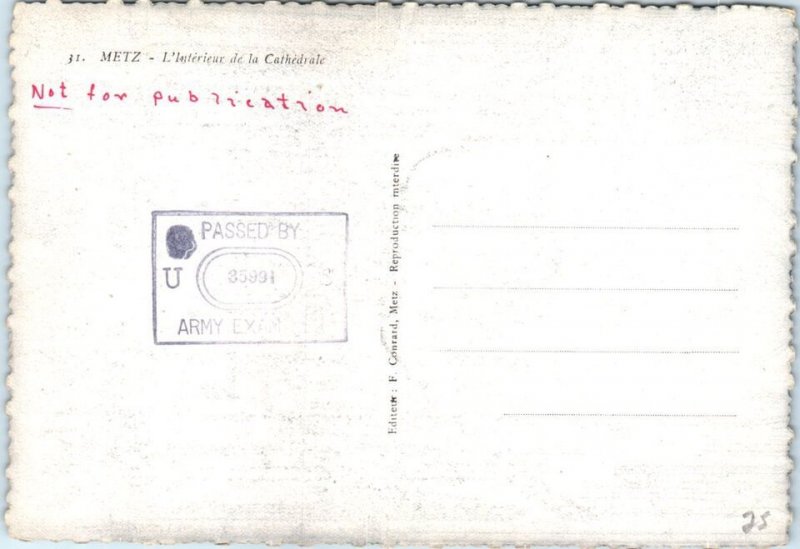 31. METZ - L'Intérieur de la Cathédrale
Not for publication
PASSED BY
U 35991 S
ARMY EXAM
Editeur : F. Conrard, Metz - Reproduction interdite
25